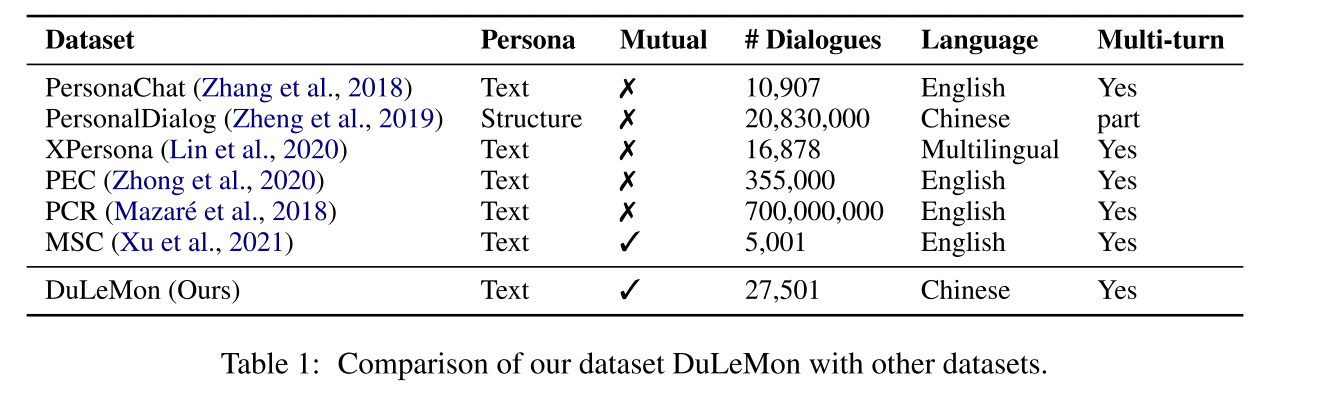 Dataset Persona Mutual # Dialogues Language Multi-turn
PersonaChat (Zhang et al., 2018) Text ✗ 10,907 English Yes
PersonalDialog (Zheng et al., 2019) Structure ✗ 20,830,000 Chinese part
XPersona (Lin et al., 2020) Text ✗ 16,878 Multilingual Yes
PEC (Zhong et al., 2020) Text ✗ 355,000 English Yes
PCR (Mazaré et al., 2018) Text ✗ 700,000,000 English Yes
MSC (Xu et al., 2021) Text ✓ 5,001 English Yes
DuLeMon (Ours) Text ✓ 27,501 Chinese Yes
Table 1: Comparison of our dataset DuLeMon with other datasets.